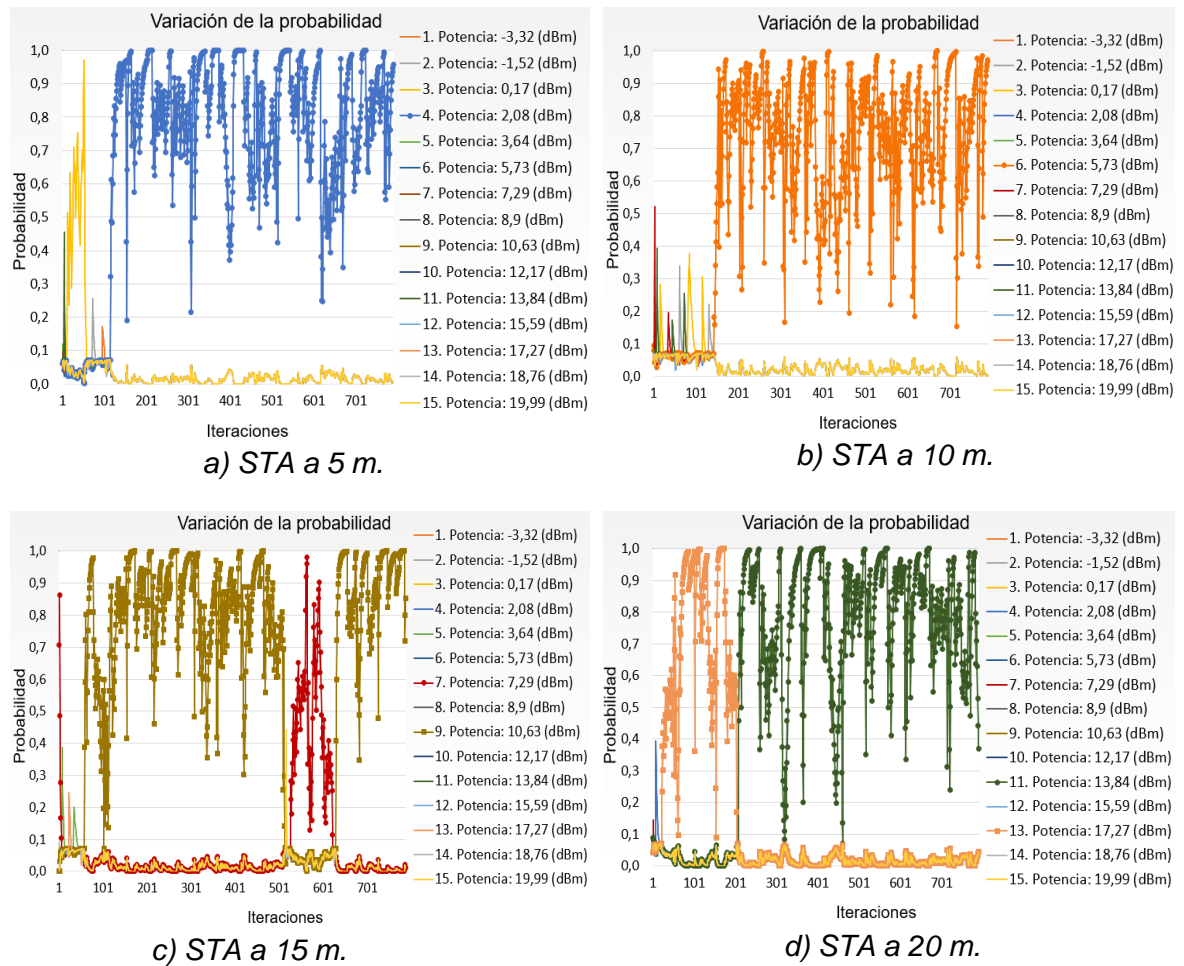 Variación de la probabilidad
Probabilidad
1,0
0,9
0,8
0,7
0,6
0,5
0,4
0,3
0,2
0,1
0,0
1 101 201 301 401 501 601 701
Iteraciones
1. Potencia: -3,32 (dBm)
2. Potencia: -1,52 (dBm)
3. Potencia: 0,17 (dBm)
4. Potencia: 2,08 (dBm)
5. Potencia: 3,64 (dBm)
6. Potencia: 5,73 (dBm)
7. Potencia: 7,29 (dBm)
8. Potencia: 8,9 (dBm)
9. Potencia: 10,63 (dBm)
10. Potencia: 12,17 (dBm)
11. Potencia: 13,84 (dBm)
12. Potencia: 15,59 (dBm)
13. Potencia: 17,27 (dBm)
14. Potencia: 18,76 (dBm)
15. Potencia: 19,99 (dBm)
a) STA a 5 m.
Variación de la probabilidad
Probabilidad
1,0
0,9
0,8
0,7
0,6
0,5
0,4
0,3
0,2
0,1
0,0
1 101 201 301 401 501 601 701
Iteraciones
1. Potencia: -3,32 (dBm)
2. Potencia: -1,52 (dBm)
3. Potencia: 0,17 (dBm)
4. Potencia: 2,08 (dBm)
5. Potencia: 3,64 (dBm)
6. Potencia: 5,73 (dBm)
7. Potencia: 7,29 (dBm)
8. Potencia: 8,9 (dBm)
9. Potencia: 10,63 (dBm)
10. Potencia: 12,17 (dBm)
11. Potencia: 13,84 (dBm)
12. Potencia: 15,59 (dBm)
13. Potencia: 17,27 (dBm)
14. Potencia: 18,76 (dBm)
15. Potencia: 19,99 (dBm)
b) STA a 10 m.
Variación de la probabilidad
Probabilidad
1,0
0,9
0,8
0,7
0,6
0,5
0,4
0,3
0,2
0,1
0,0
1 101 201 301 401 501 601 701
Iteraciones
1. Potencia: -3,32 (dBm)
2. Potencia: -1,52 (dBm)
3. Potencia: 0,17 (dBm)
4. Potencia: 2,08 (dBm)
5. Potencia: 3,64 (dBm)
6. Potencia: 5,73 (dBm)
7. Potencia: 7,29 (dBm)
8. Potencia: 8,9 (dBm)
9. Potencia: 10,63 (dBm)
10. Potencia: 12,17 (dBm)
11. Potencia: 13,84 (dBm)
12. Potencia: 15,59 (dBm)
13. Potencia: 17,27 (dBm)
14. Potencia: 18,76 (dBm)
15. Potencia: 19,99 (dBm)
c) STA a 15 m.
Variación de la probabilidad
Probabilidad
1,0
0,9
0,8
0,7
0,6
0,5
0,4
0,3
0,2
0,1
0,0
1 101 201 301 401 501 601 701
Iteraciones
1. Potencia: -3,32 (dBm)
2. Potencia: -1,52 (dBm)
3. Potencia: 0,17 (dBm)
4. Potencia: 2,08 (dBm)
5. Potencia: 3,64 (dBm)
6. Potencia: 5,73 (dBm)
7. Potencia: 7,29 (dBm)
8. Potencia: 8,9 (dBm)
9. Potencia: 10,63 (dBm)
10. Potencia: 12,17 (dBm)
11. Potencia: 13,84 (dBm)
12. Potencia: 15,59 (dBm)
13. Potencia: 17,27 (dBm)
14. Potencia: 18,76 (dBm)
15. Potencia: 19,99 (dBm)
d) STA a 20 m.